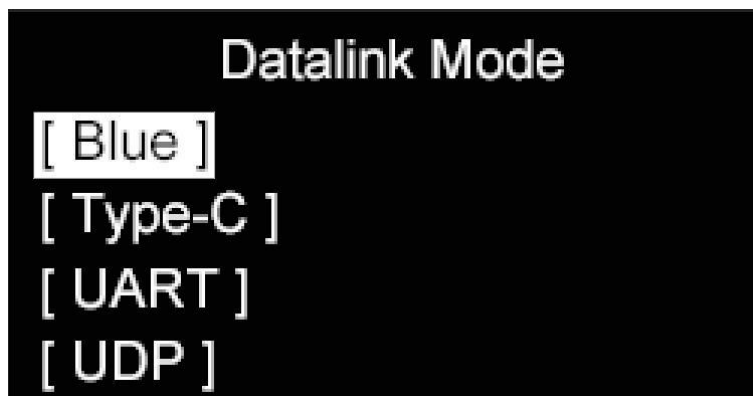 Datalink Mode
[ Blue ]
[ Type-C ]
[ UART ]
[ UDP ]